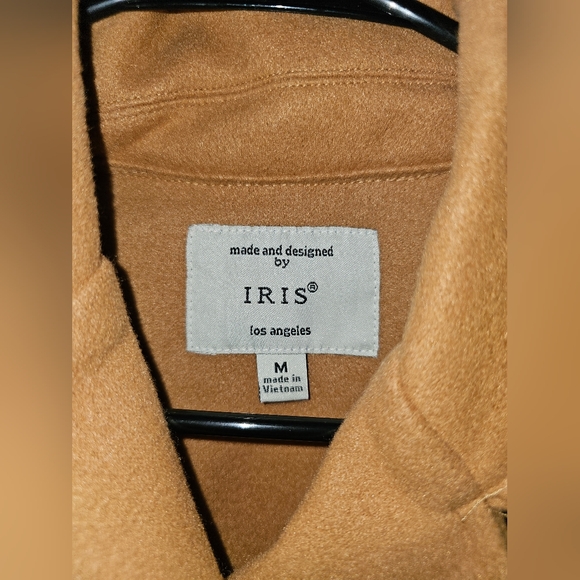 made and designed
by
IRIS®
los angeles
M
made in
Vietnam